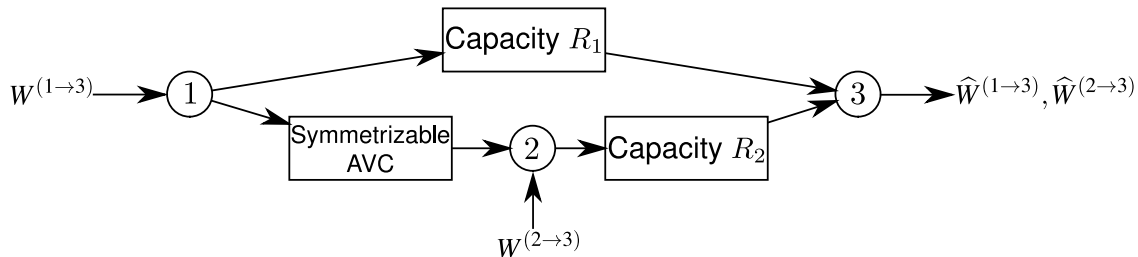 Capacity R₁
W^(1→3)
1
3
Ŵ^(1→3), Ŵ^(2→3)
Symmetrizable
AVC
2
Capacity R₂
W^(2→3)